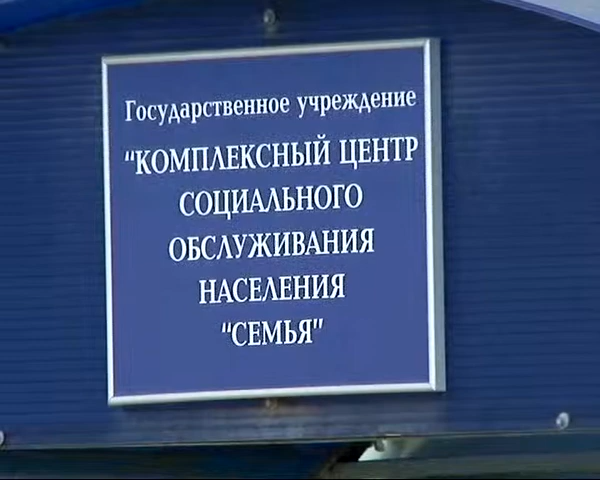 Государственное учреждение
"КОМПЛЕКСНЫЙ ЦЕНТР
СОЦИАЛЬНОГО
ОБСЛУЖИВАНИЯ
НАСЕЛЕНИЯ
"СЕМЬЯ"